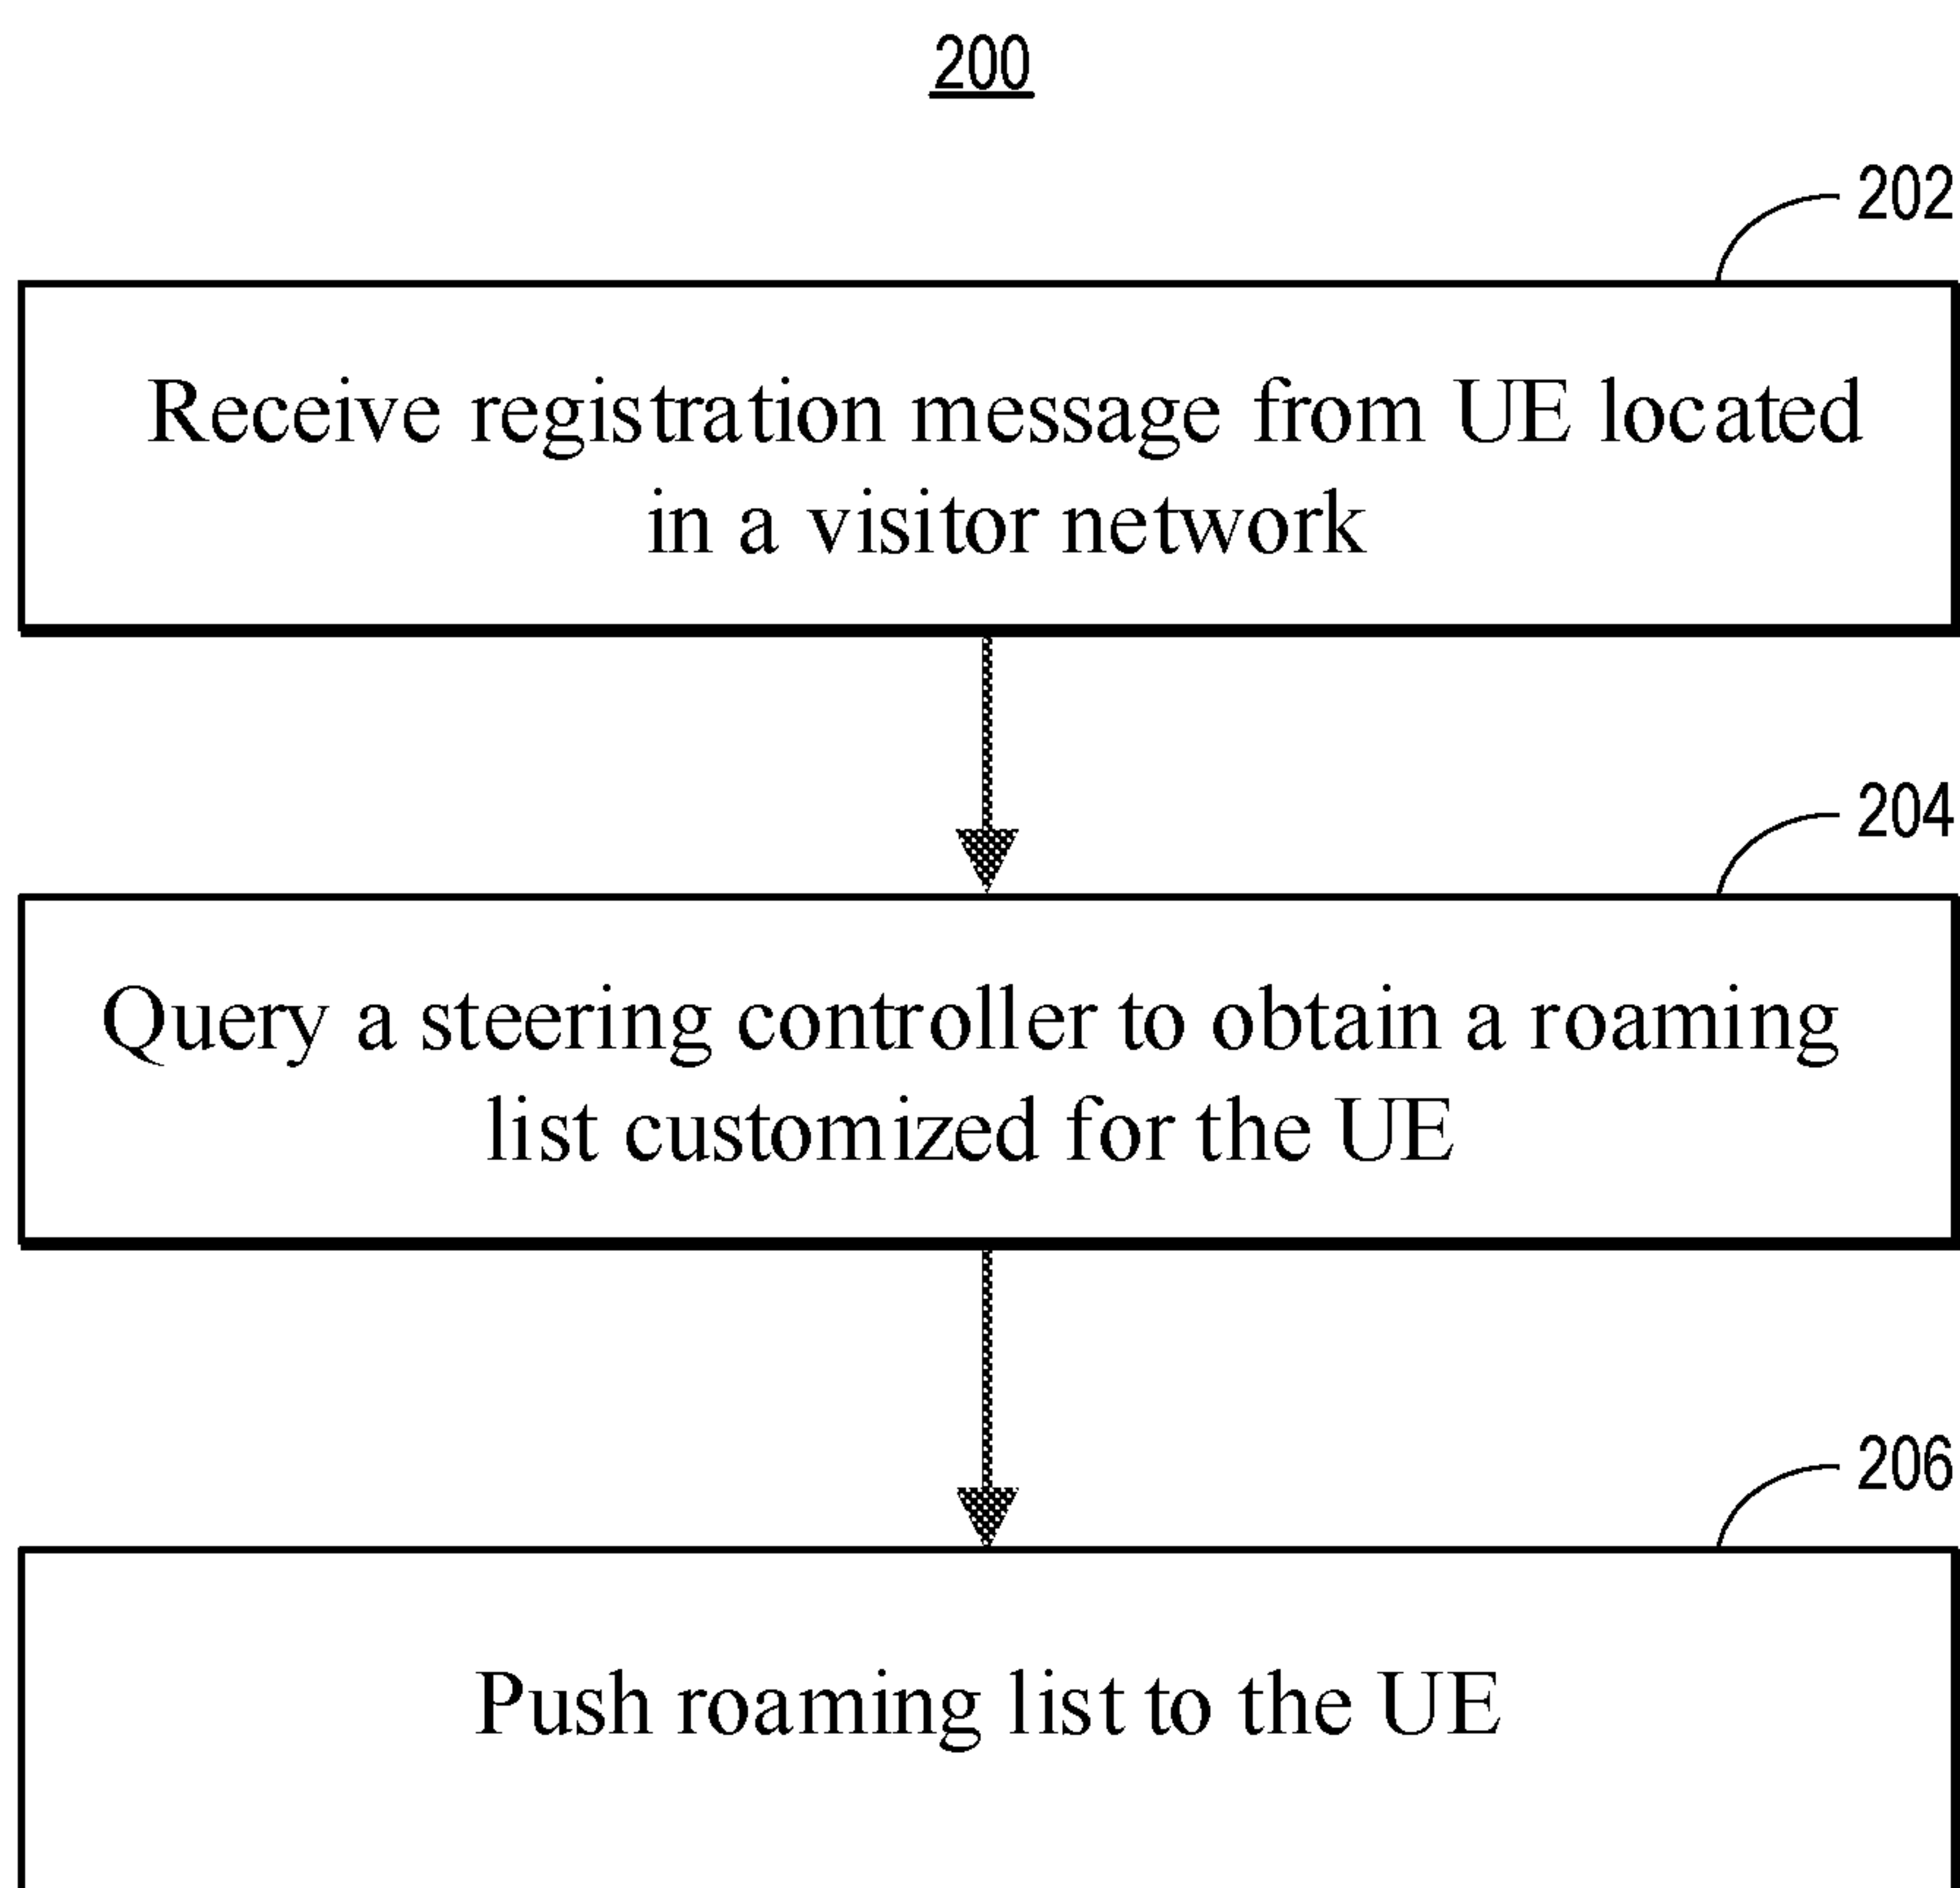 200
202
Receive registration message from UE located
in a visitor network
204
Query a steering controller to obtain a roaming
list customized for the UE
206
Push roaming list to the UE